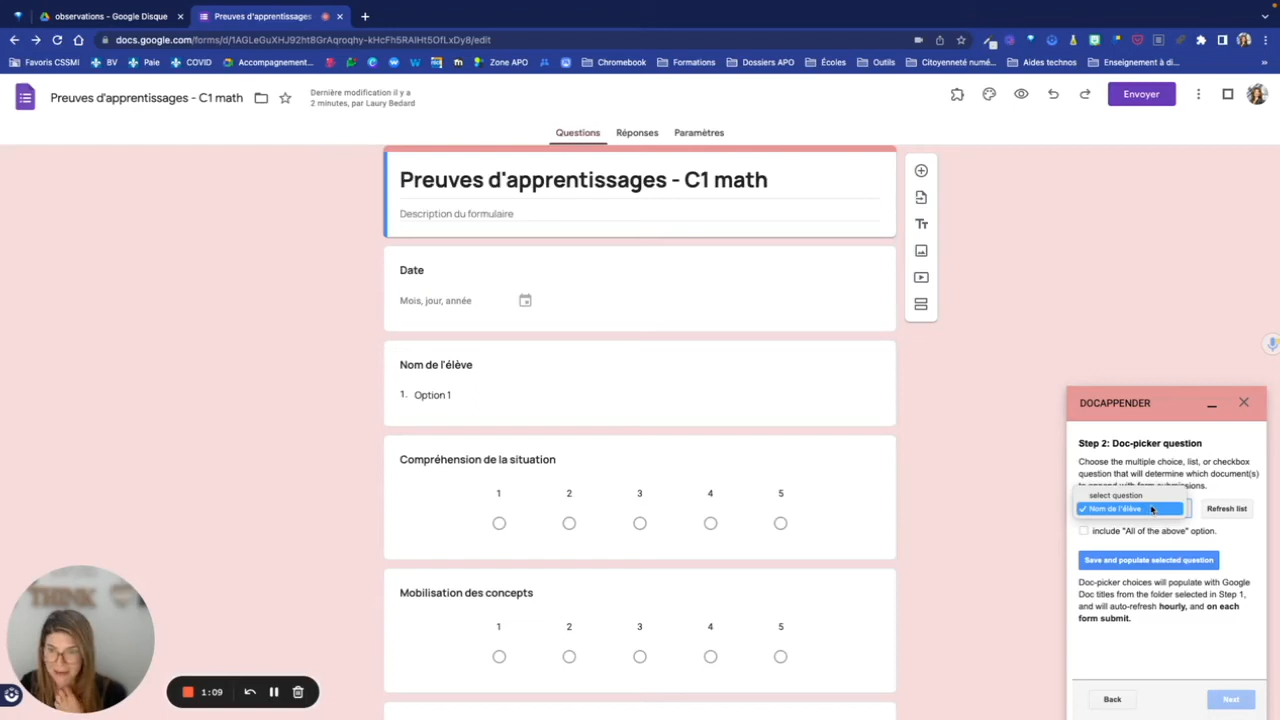 observations - Google Disque
Preuves d'apprentissages
docs.google.com/forms/d/1AGLeGuXHJ92ht8GrAqroqhy-kHcFh5RAIHt5OfLxDy8/edit
Favoris CSSMI
BV
Paie
COVID
Accompagnement...
Zone APO
Chromebook
Formations
Dossiers APO
Écoles
Outils
Citoyenneté numé...
Aides technos
Enseignement à di...
Preuves d'apprentissages - C1 math
Dernière modification il y a
2 minutes, par Laury Bedard
Envoyer
Questions
Réponses
Paramètres
Preuves d'apprentissages - C1 math
Description du formulaire
Date
Mois, jour, année
Nom de l'élève
1. Option 1
Compréhension de la situation
1 2 3 4 5
Mobilisation des concepts
1 2 3 4 5
DOCAPPENDER
Step 2: Doc-picker question
Choose the multiple choice, list, or checkbox
question that will determine which document(s)
to append with form submissions.
select question
Nom de l'élève
Refresh list
include "All of the above" option.
Save and populate selected question
Doc-picker choices will populate with Google
Doc titles from the folder selected in Step 1,
and will auto-refresh hourly, and on each
form submit.
Back
Next
THINK
1:09